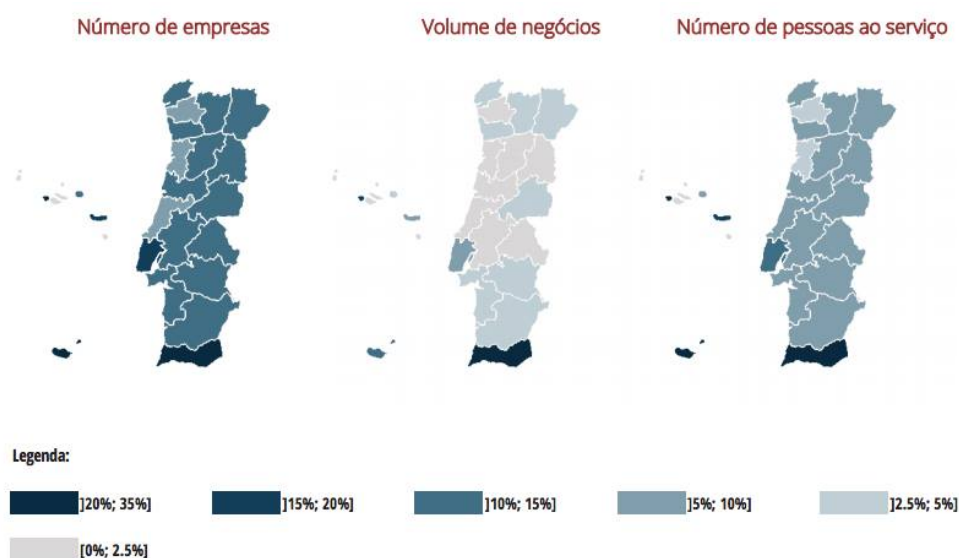 Número de empresas
Volume de negócios
Número de pessoas ao serviço
Legenda:
]20%; 35%]
]15%; 20%]
]10%; 15%]
]5%; 10%]
]2.5%; 5%]
[0%; 2.5%]